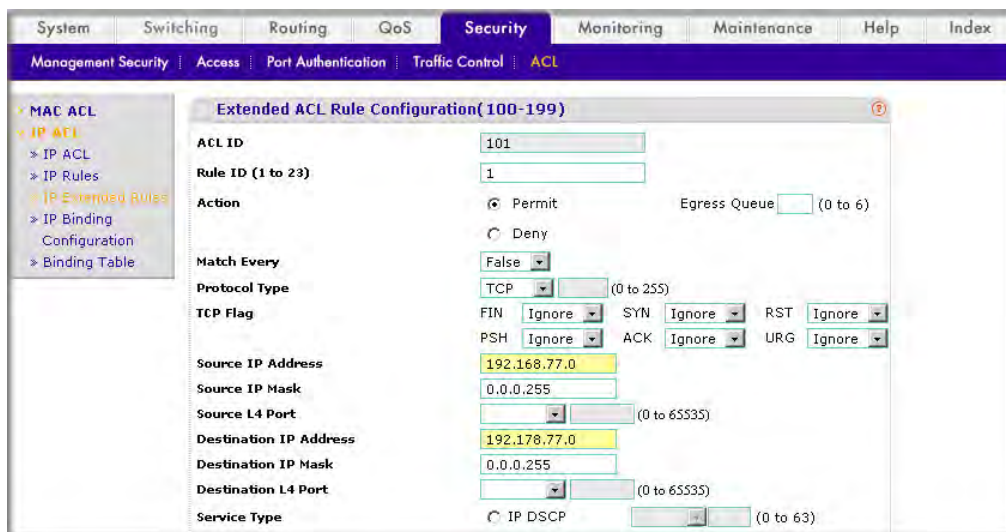 System Switching Routing QoS Security Monitoring Maintenance Help Index
Management Security Access Port Authentication Traffic Control ACL
MAC ACL
IP ACL
» IP ACL
» IP Rules
IP Extended Rules
» IP Binding
Configuration
» Binding Table
Extended ACL Rule Configuration(100-199) ?
ACL ID 101
Rule ID (1 to 23) 1
Action Permit Egress Queue (0 to 6)
Deny
Match Every False
Protocol Type TCP (0 to 255)
TCP Flag FIN Ignore SYN Ignore RST Ignore
PSH Ignore ACK Ignore URG Ignore
Source IP Address 192.168.77.0
Source IP Mask 0.0.0.255
Source L4 Port (0 to 65535)
Destination IP Address 192.178.77.0
Destination IP Mask 0.0.0.255
Destination L4 Port (0 to 65535)
Service Type IP DSCP (0 to 63)